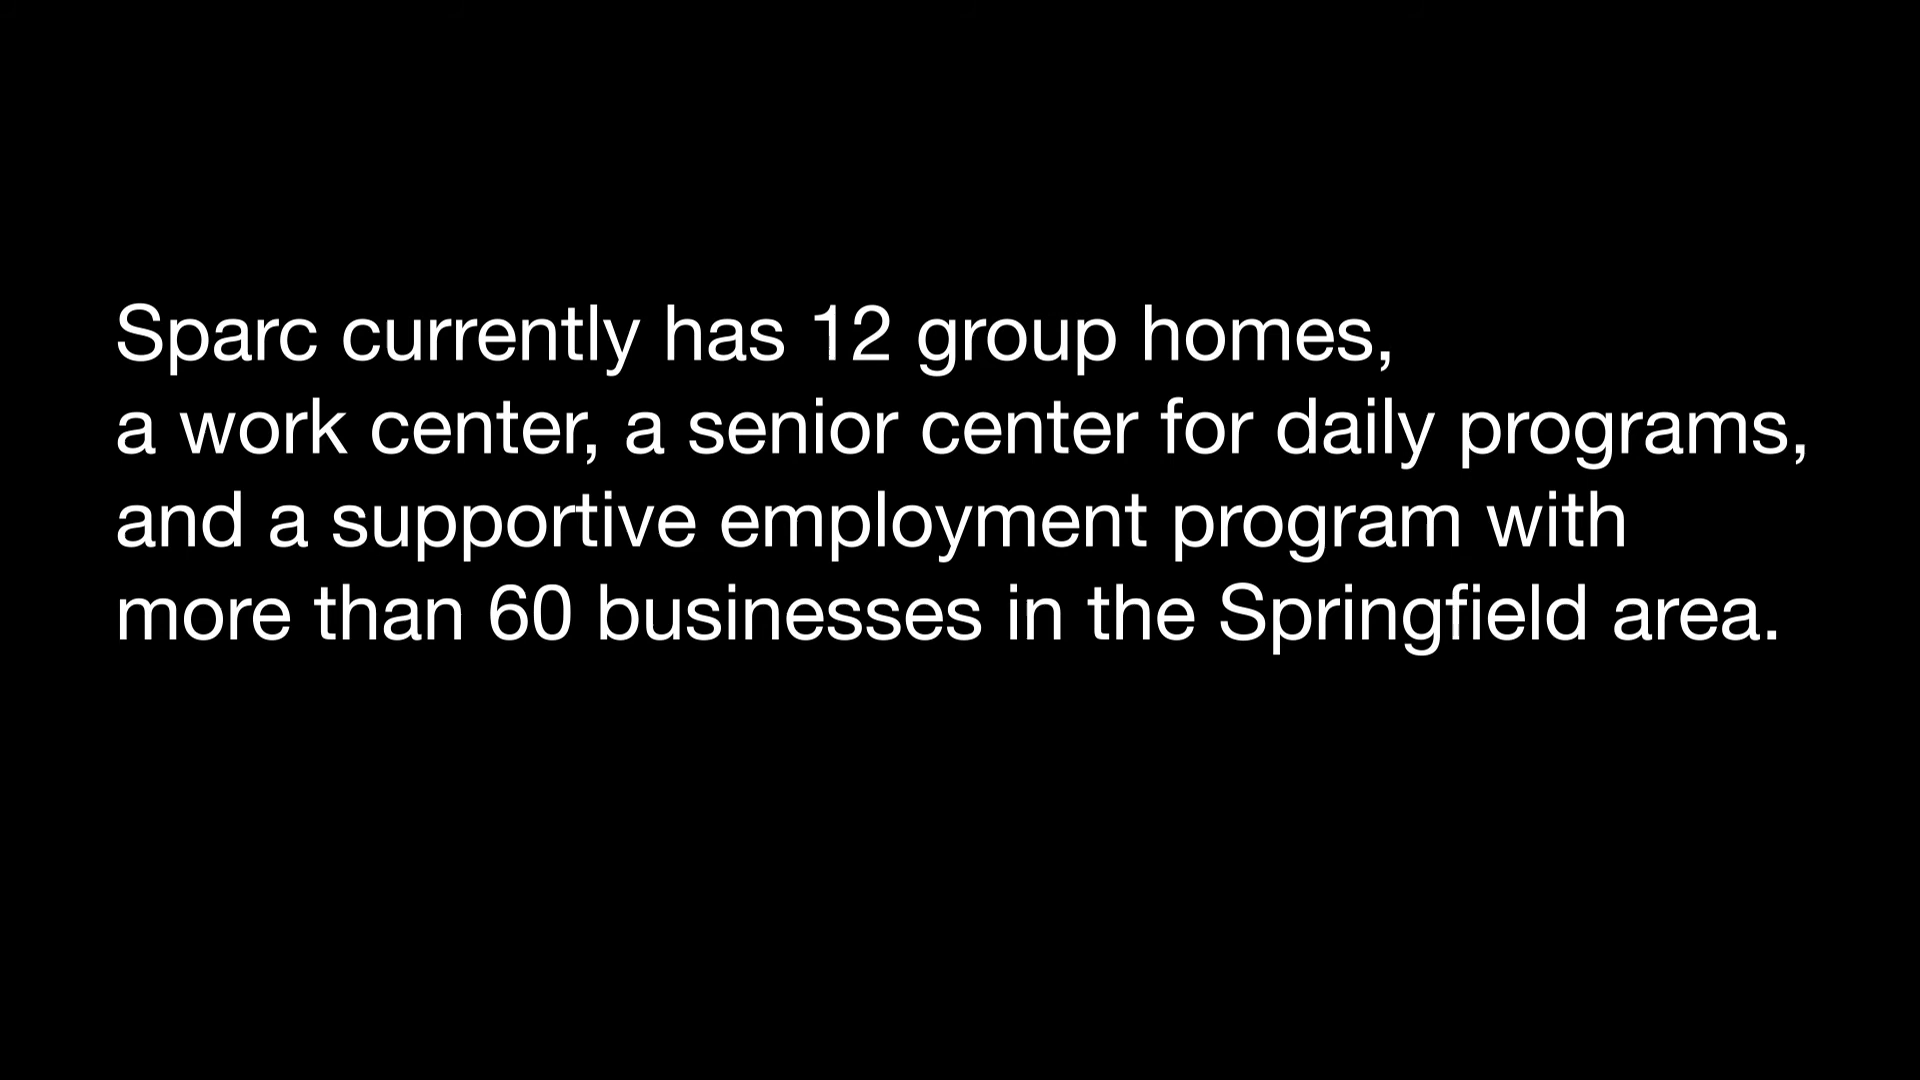 Sparc currently has 12 group homes,
a work center, a senior center for daily programs,
and a supportive employment program with
more than 60 businesses in the Springfield area.